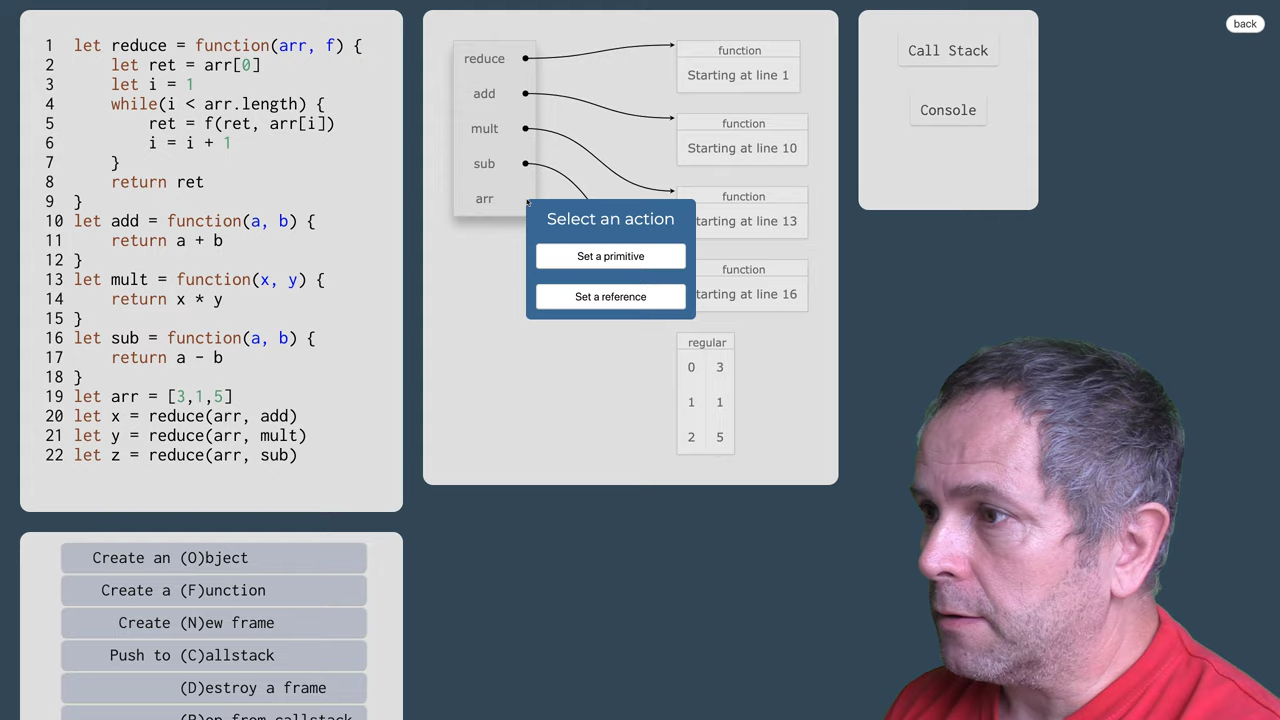 1 let reduce = function(arr, f) {
2 let ret = arr[0]
3 let i = 1
4 while(i < arr.length) {
5 ret = f(ret, arr[i])
6 i = i + 1
7 }
8 return ret
9 }
10 let add = function(a, b) {
11 return a + b
12 }
13 let mult = function(x, y) {
14 return x * y
15 }
16 let sub = function(a, b) {
17 return a - b
18 }
19 let arr = [3,1,5]
20 let x = reduce(arr, add)
21 let y = reduce(arr, mult)
22 let z = reduce(arr, sub)
Create an (O)bject
Create a (F)unction
Create (N)ew frame
Push to (C)allstack
(D)estroy a frame
reduce
add
mult
sub
arr
function
Starting at line 1
function
Starting at line 10
function
tarting at line 13
function
tarting at line 16
Select an action
Set a primitive
Set a reference
regular
0 3
1 1
2 5
Call Stack
Console
back